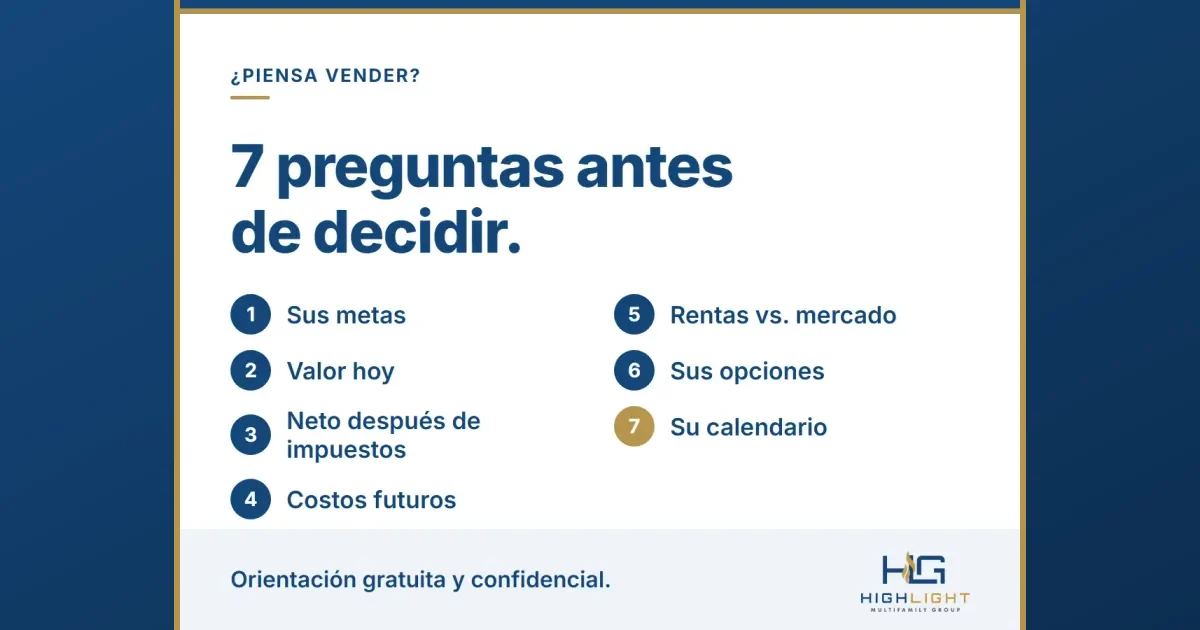 ¿PIENSA VENDER?
7 preguntas antes
de decidir.
1 Sus metas
2 Valor hoy
3 Neto después de
impuestos
4 Costos futuros
5 Rentas vs. mercado
6 Sus opciones
7 Su calendario
Orientación gratuita y confidencial.
HLG
HIGHLIGHT
MULTIFAMILY GROUP